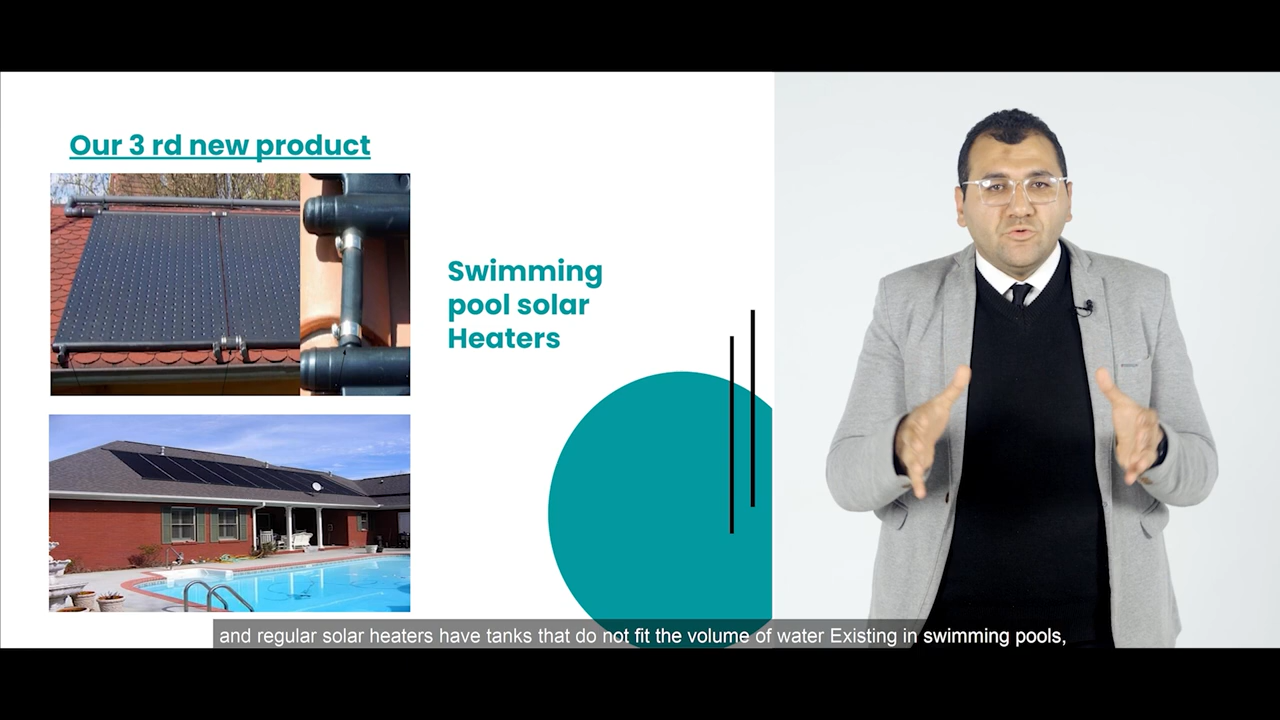 Our 3 rd new product
Swimming
pool solar
Heaters
and regular solar heaters have tanks that do not fit the volume of water Existing in swimming pools,